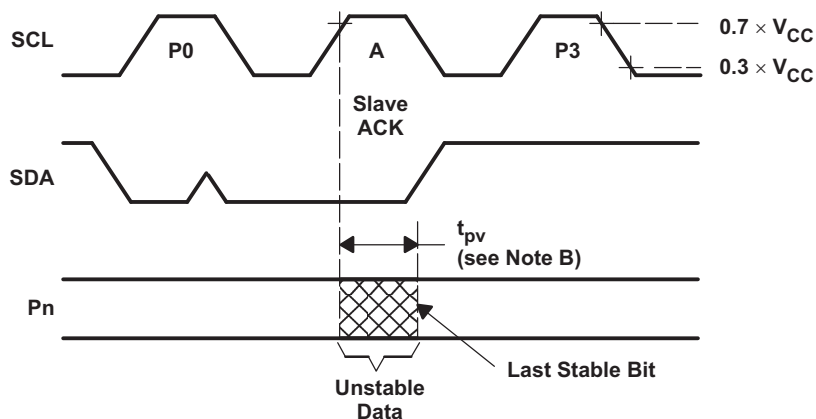 SCL
P0
A
P3
0.7 × VCC
0.3 × VCC
Slave
ACK
SDA
tpv
(see Note B)
Pn
Last Stable Bit
Unstable
Data